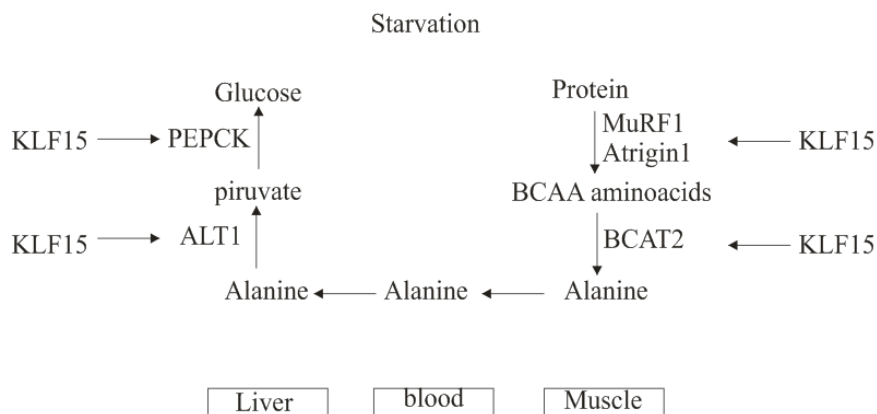 Starvation
Glucose
Protein
KLF15
PEPCK
MuRF1
Atrigin1
KLF15
piruvate
BCAA aminoacids
KLF15
ALT1
BCAT2
KLF15
Alanine
Alanine
Alanine
Liver
blood
Muscle